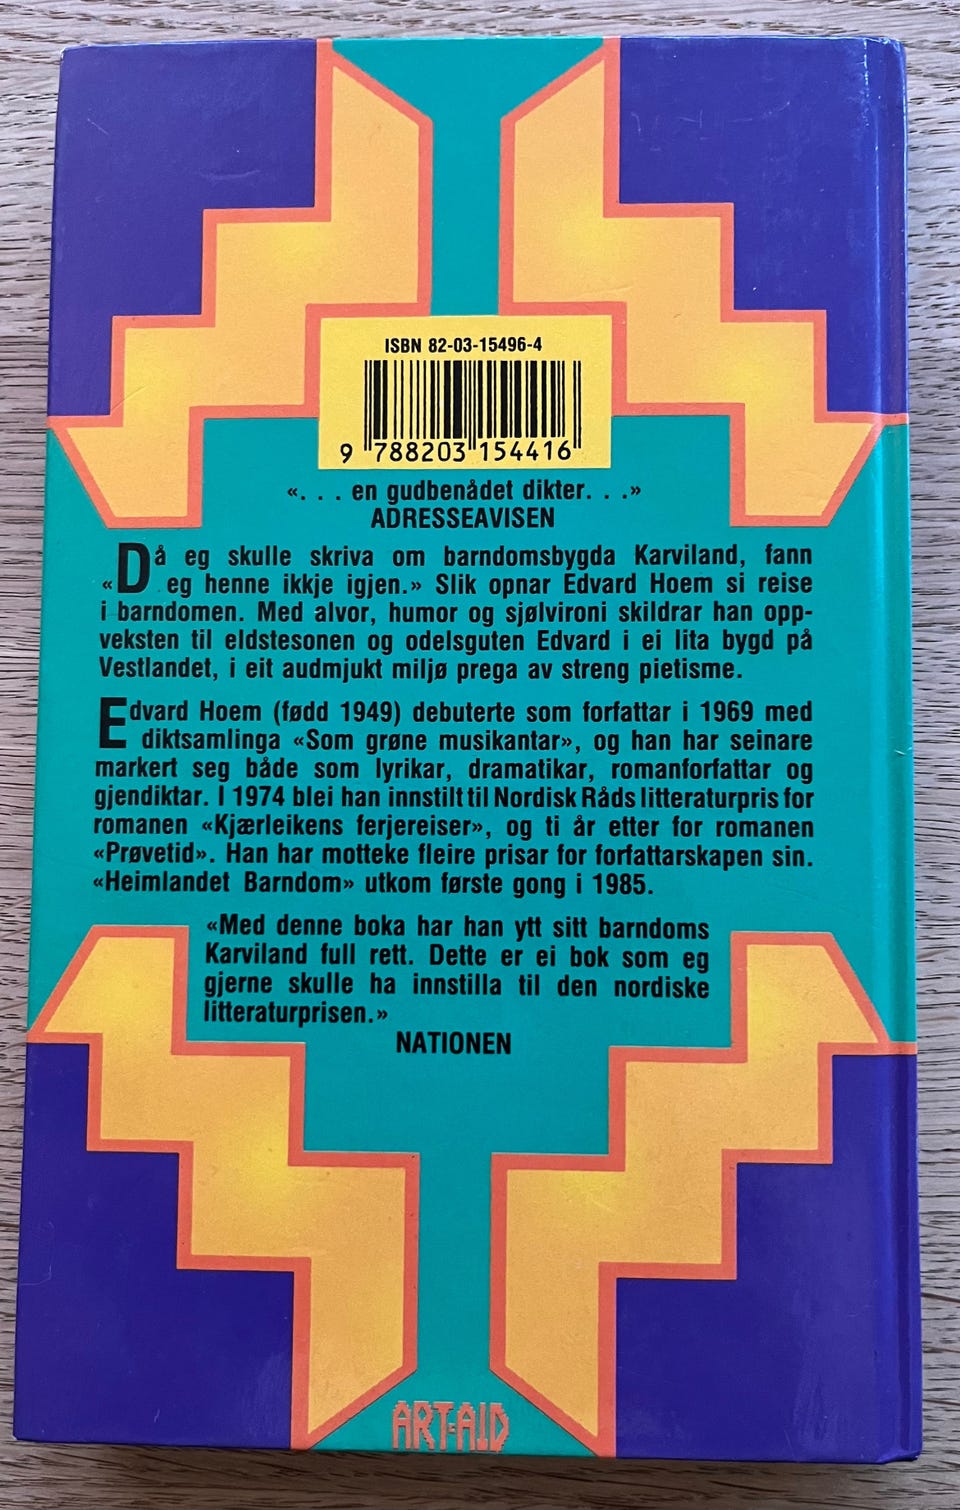 ISBN 82-03-15496-4
9 788203 154416
«. . . en gudbenådet dikter. . .»
ADRESSEAVISEN
«Då eg skulle skriva om barndomsbygda Karviland, fann
eg henne ikkje igjen.» Slik opnar Edvard Hoem si reise
i barndomen. Med alvor, humor og sjølvironi skildrar han opp-
veksten til eldstesonen og odelsguten Edvard i ei lita bygd på
Vestlandet, i eit audmjukt miljø prega av streng pietisme.
Edvard Hoem (fødd 1949) debuterte som forfattar i 1969 med
diktsamlinga «Som grøne musikantar», og han har seinare
markert seg både som lyrikar, dramatikar, romanforfattar og
gjendiktar. I 1974 blei han innstilt til Nordisk Råds litteraturpris for
romanen «Kjærleikens ferjereiser», og ti år etter for romanen
«Prøvetid». Han har motteke fleire prisar for forfattarskapen sin.
«Heimlandet Barndom» utkom første gong i 1985.
«Med denne boka har han ytt sitt barndoms
Karviland full rett. Dette er ei bok som eg
gjerne skulle ha innstilla til den nordiske
litteraturprisen.»
NATIONEN
ART-AID